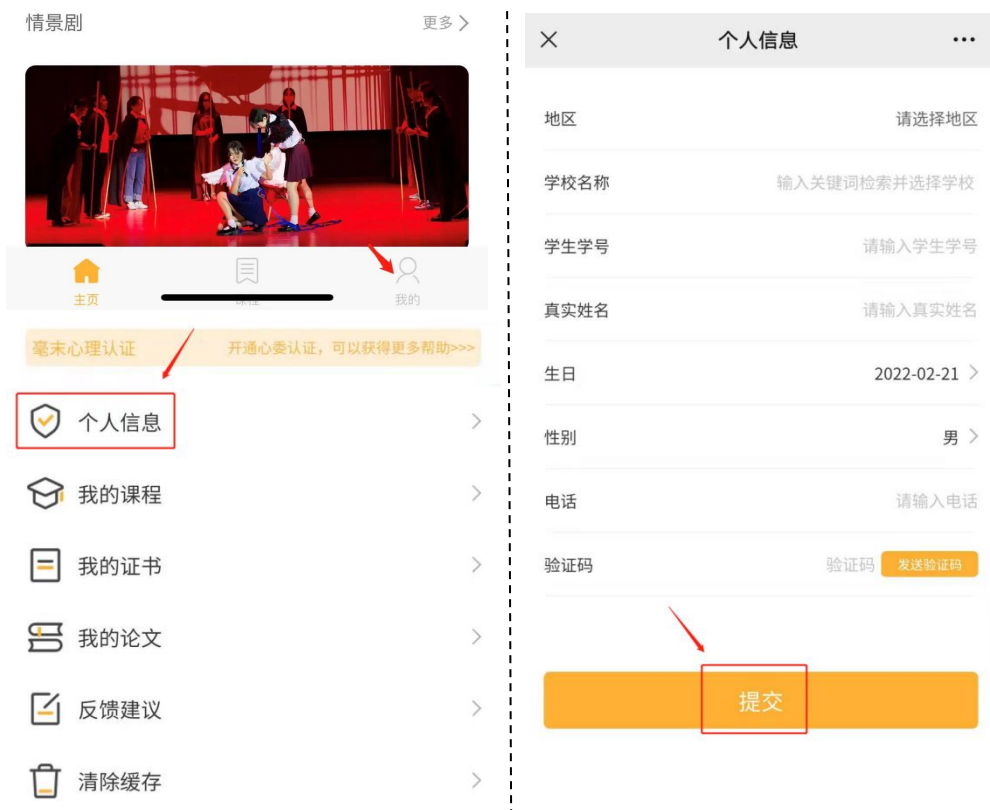 情景剧 更多
主页 我的
毫末心理认证 开通心委认证，可以获得更多帮助>>>
个人信息
我的课程
我的证书
我的论文
反馈建议
清除缓存
个人信息
地区 请选择地区
学校名称 输入关键词检索并选择学校
学生学号 请输入学生学号
真实姓名 请输入真实姓名
生日 2022-02-21
性别 男
电话 请输入电话
验证码 验证码 发送验证码
提交